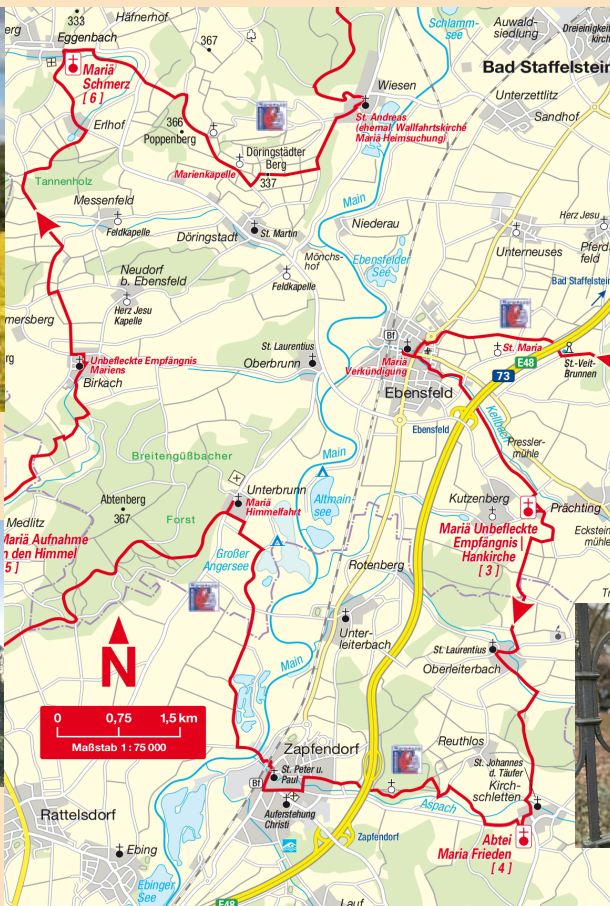 333
Häfnerhof
367
Schlamm-
see
Auwald-
siedlung
Dreieinigkeits
kirch
erg
Eggenbach
Mariä
Schmerz
[ 6 ]
Bad Staffelstein
Wiesen
Unterzettlitz
Sandhof
St. Andreas
(ehemal. Wallfahrtskirche
Mariä Heimsuchung)
Erlhof
366
Poppenberg
Döringstädter
Berg
337
Marienkapelle
Tannenholz
Messenfeld
Feldkapelle
Döringstadt
St. Martin
Main
Niederau
Herz Jesu
Unterneuses
Pferds-
feld
Mönchs-
hof
Ebensfelder
See
Feldkapelle
Neudorf
b. Ebensfeld
Herz Jesu
Kapelle
Bad Staffelstein
mersberg
rg
Unbefleckte Empfängnis
Mariens
Birkach
St. Laurentius
Oberbrunn
Bf
Mariä
Verkündigung
St. Maria
E48
73
St.-Veit-
Brunnen
Ebensfeld
Ebensfeld
Kellbach
Pressler-
mühle
Main
Breitengüßbacher
Forst
Abtenberg
367
Unterbrunn
Mariä
Himmelfahrt
Altmain-
see
Kutzenberg
Prächting
Mariä Unbefleckte
Empfängnis |
Hankirche
[ 3 ]
Eckstein
mühle
Medlitz
Mariä Aufnahme
n den Himmel
5 ]
Großer
Angersee
Rotenberg
Unter-
leiterbach
St. Laurentius
Oberleiterbach
N
Main
0 0,75 1,5 km
Maßstab 1 : 75 000
Zapfendorf
St. Peter u.
Paul
Bf
Auferstehung
Christi
Reuthlos
St. Johannes
d. Täufer
Kirch-
schletten
Aspach
Abtei
Maria Frieden
[ 4 ]
Zapfendorf
Rattelsdorf
Ebing
Ebinger
See
E48
Lauf